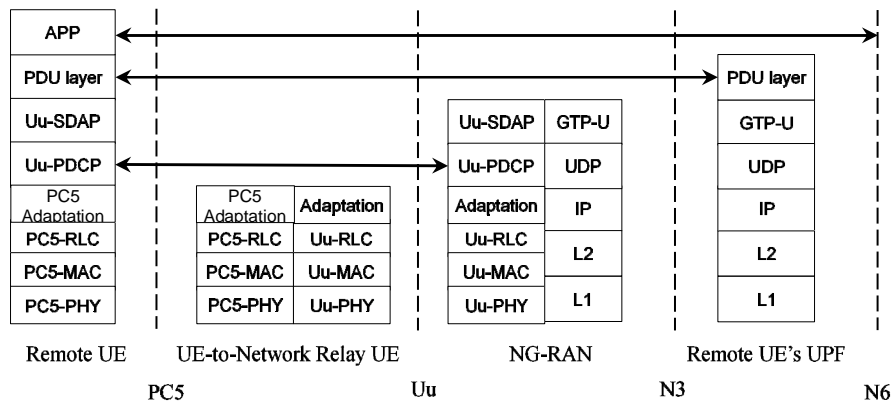 APP
PDU layer
Uu-SDAP
Uu-PDCP
PC5
Adaptation
PC5-RLC
PC5-MAC
PC5-PHY
PC5
Adaptation
Adaptation
PC5-RLC
Uu-RLC
PC5-MAC
Uu-MAC
PC5-PHY
Uu-PHY
Uu-SDAP
GTP-U
Uu-PDCP
UDP
Adaptation
IP
Uu-RLC
L2
Uu-MAC
Uu-PHY
L1
PDU layer
GTP-U
UDP
IP
L2
L1
Remote UE
UE-to-Network Relay UE
NG-RAN
Remote UE's UPF
PC5
Uu
N3
N6